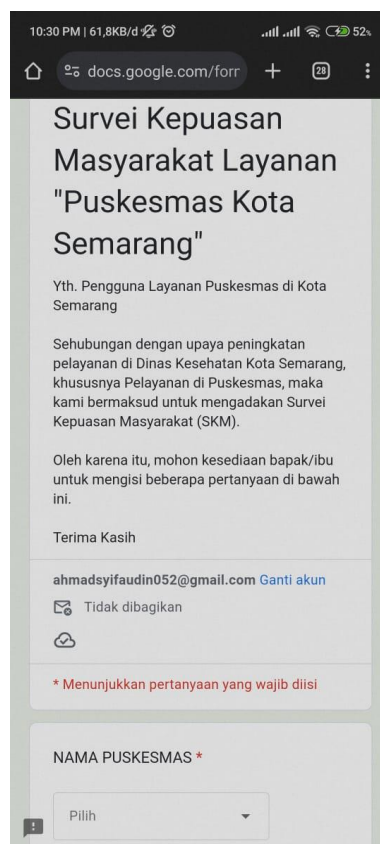 10:30 PM | 61,8KB/d
52%
docs.google.com/forr
28
Survei Kepuasan
Masyarakat Layanan
"Puskesmas Kota
Semarang"
Yth. Pengguna Layanan Puskesmas di Kota
Semarang
Sehubungan dengan upaya peningkatan
pelayanan di Dinas Kesehatan Kota Semarang,
khususnya Pelayanan di Puskesmas, maka
kami bermaksud untuk mengadakan Survei
Kepuasan Masyarakat (SKM).
Oleh karena itu, mohon kesediaan bapak/ibu
untuk mengisi beberapa pertanyaan di bawah
ini.
Terima Kasih
ahmadsyifaudin052@gmail.com Ganti akun
Tidak dibagikan
* Menunjukkan pertanyaan yang wajib diisi
NAMA PUSKESMAS *
Pilih